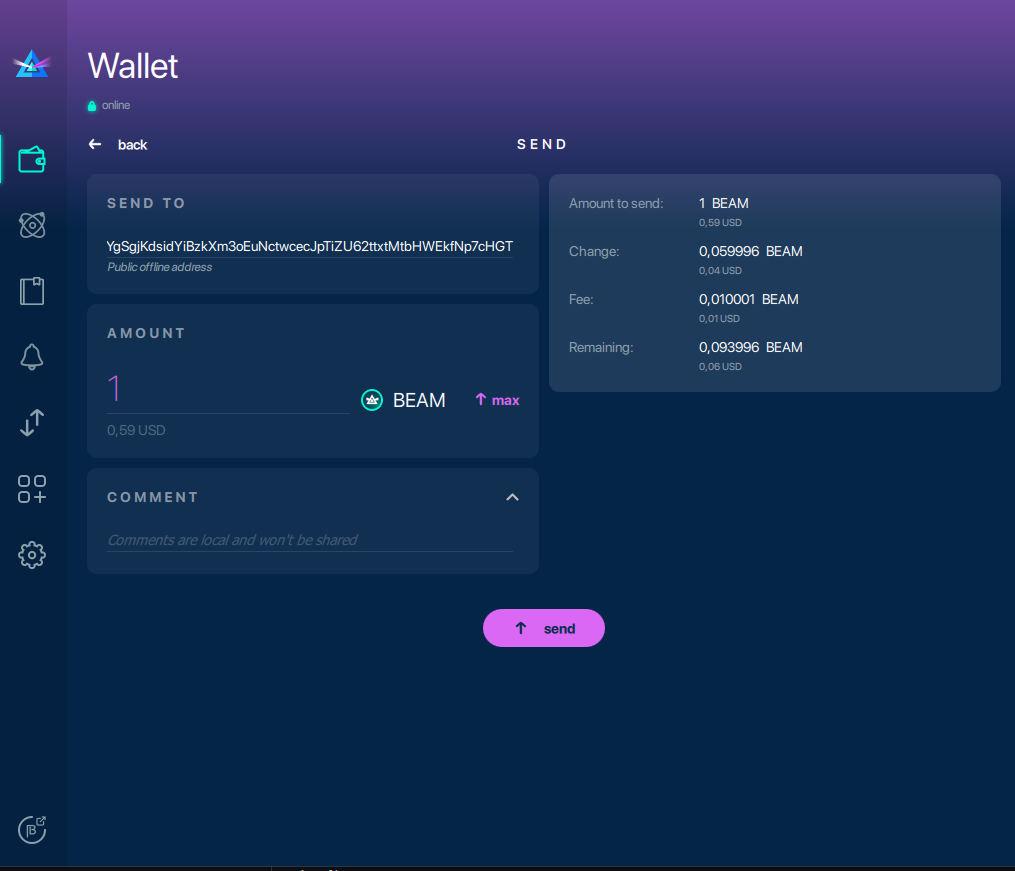 Wallet
online
back
SEND
SEND TO
YgSgjKdsidYiBzkXm3oEuNctwcecJpTiZU62ttxtMtbHWEkfNp7cHGT
Public offline address
AMOUNT
1
BEAM
max
0,59 USD
COMMENT
Comments are local and won't be shared
Amount to send: 1 BEAM
0,59 USD
Change: 0,059996 BEAM
0,04 USD
Fee: 0,010001 BEAM
0,01 USD
Remaining: 0,093996 BEAM
0,06 USD
send